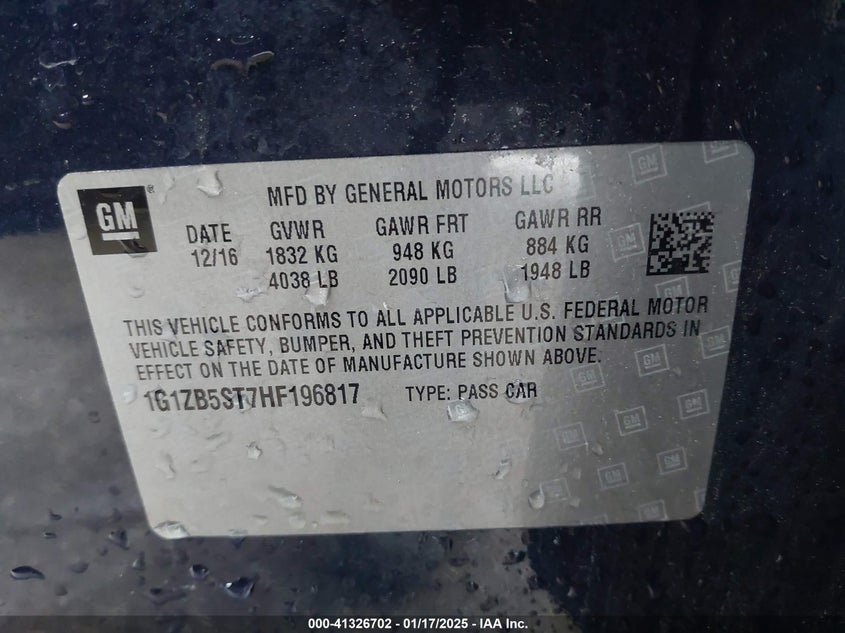 GM
®
MFD BY GENERAL MOTORS LLC
DATE GVWR GAWR FRT GAWR RR
12/16 1832 KG 948 KG 884 KG
4038 LB 2090 LB 1948 LB
THIS VEHICLE CONFORMS TO ALL APPLICABLE U.S. FEDERAL MOTOR
VEHICLE SAFETY, BUMPER, AND THEFT PREVENTION STANDARDS IN
EFFECT ON THE DATE OF MANUFACTURE SHOWN ABOVE.
1G1ZB5ST7HF196817 TYPE: PASS CAR
000-41326702 - 01/17/2025 - IAA Inc.